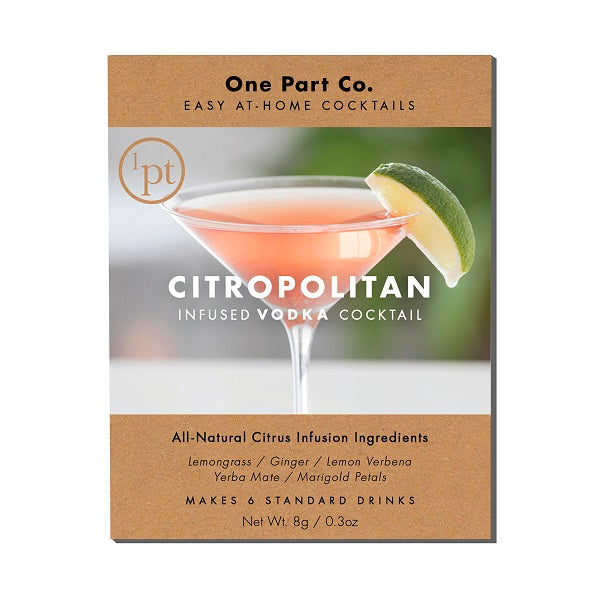 One Part Co.
EASY AT-HOME COCKTAILS
1pt
CITROPOLITAN
INFUSED VODKA COCKTAIL
All-Natural Citrus Infusion Ingredients
Lemongrass / Ginger / Lemon Verbena
Yerba Mate / Marigold Petals
MAKES 6 STANDARD DRINKS
Net Wt. 8g / 0.3oz